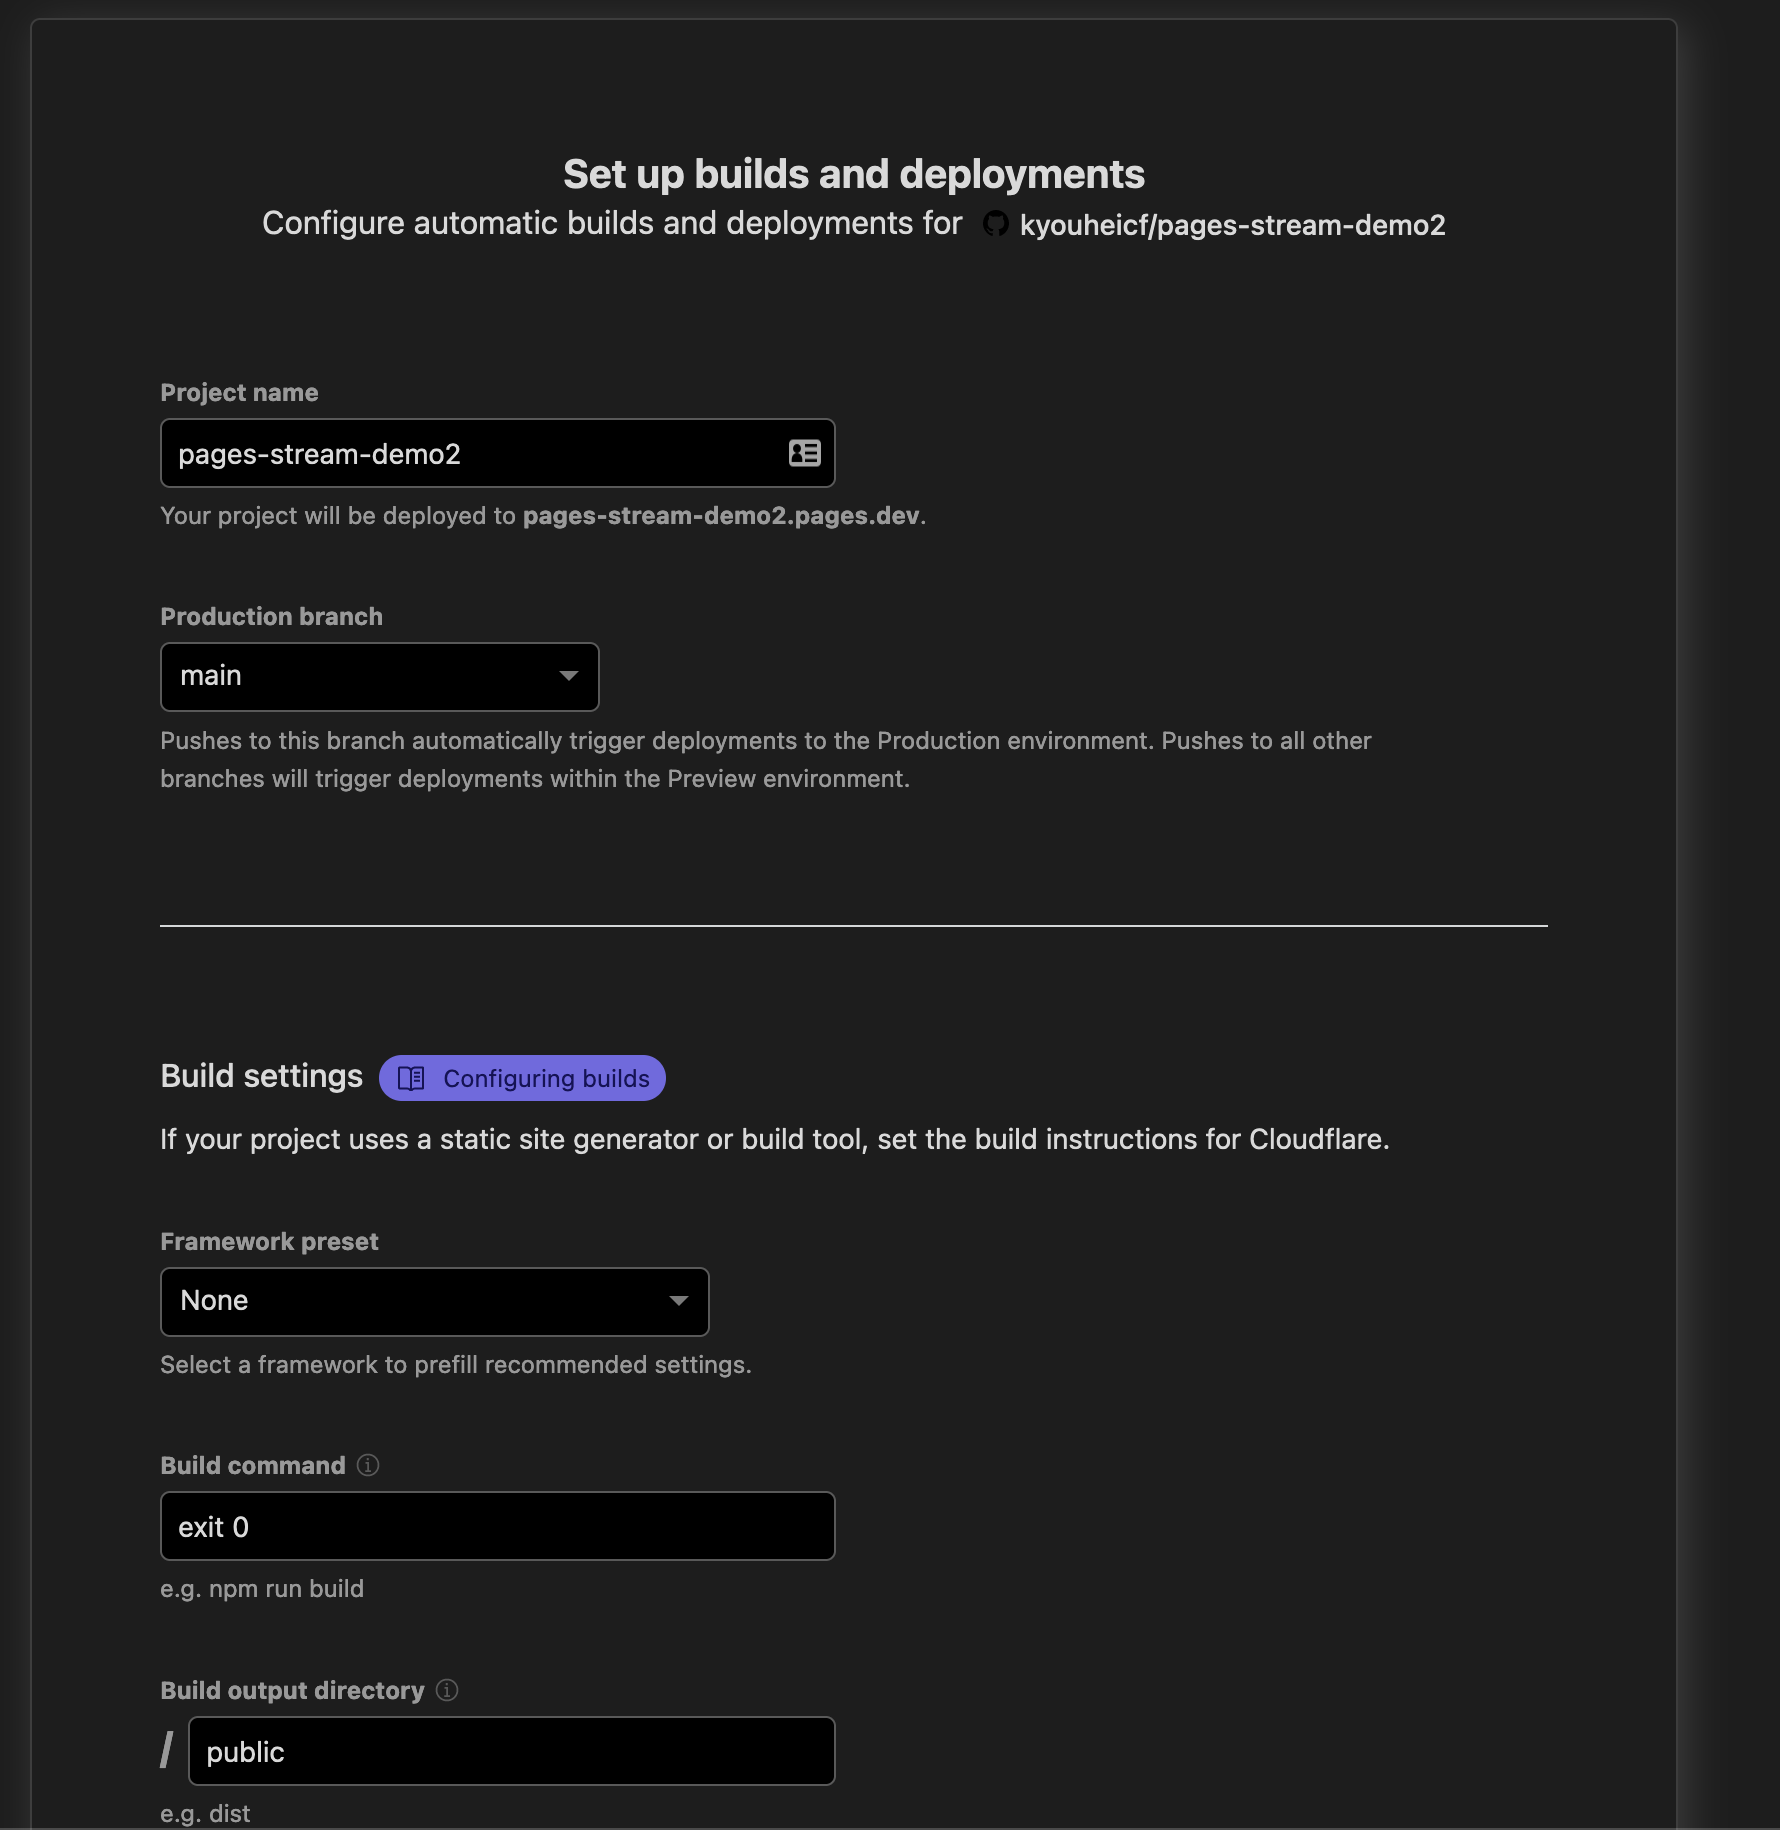 Set up builds and deployments
Configure automatic builds and deployments for kyouheicf/pages-stream-demo2
Project name
pages-stream-demo2
Your project will be deployed to pages-stream-demo2.pages.dev.
Production branch
main
Pushes to this branch automatically trigger deployments to the Production environment. Pushes to all other
branches will trigger deployments within the Preview environment.
Build settings Configuring builds
If your project uses a static site generator or build tool, set the build instructions for Cloudflare.
Framework preset
None
Select a framework to prefill recommended settings.
Build command
exit 0
e.g. npm run build
Build output directory
/ public
e.g. dist